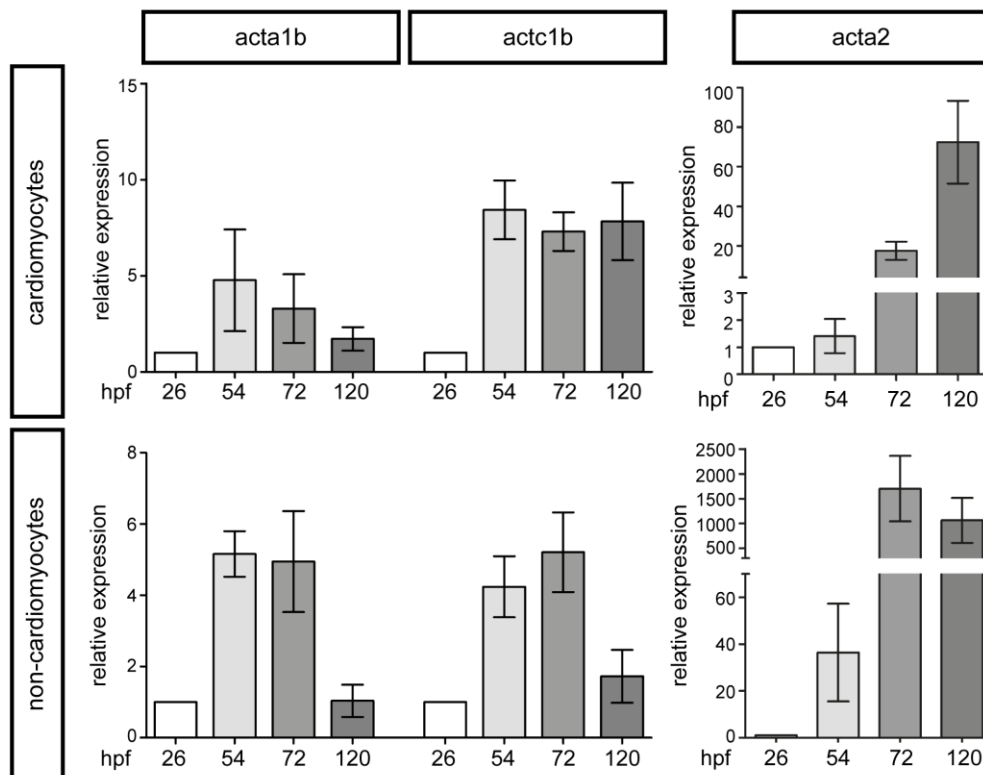 acta1b actc1b acta2
cardiomyocytes
relative expression
15
10
5
0
hpf 26 54 72 120 26 54 72 120
relative expression
100
80
60
40
20
3
2
1
0
hpf 26 54 72 120
non-cardiomyocytes
relative expression
8
6
4
2
0
hpf 26 54 72 120 26 54 72 120
relative expression
2500
2000
1500
1000
500
60
40
20
0
hpf 26 54 72 120